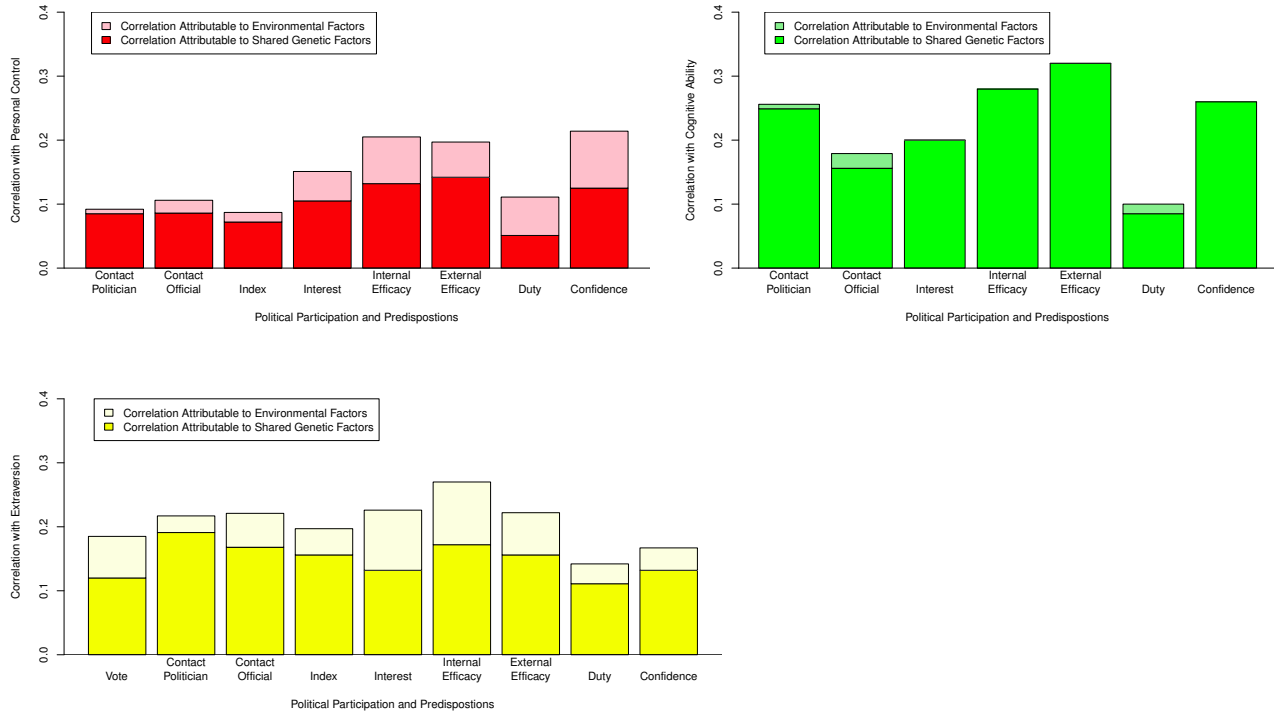 Correlation with Personal Control
0.0 0.1 0.2 0.3 0.4
Correlation Attributable to Environmental Factors
Correlation Attributable to Shared Genetic Factors
Contact Politician
Contact Official
Index
Interest
Internal Efficacy
External Efficacy
Duty
Confidence
Political Participation and Predispostions
Correlation with Cognitive Ability
0.0 0.1 0.2 0.3 0.4
Correlation Attributable to Environmental Factors
Correlation Attributable to Shared Genetic Factors
Contact Politician
Contact Official
Interest
Internal Efficacy
External Efficacy
Duty
Confidence
Political Participation and Predispostions
Correlation with Extraversion
0.0 0.1 0.2 0.3 0.4
Correlation Attributable to Environmental Factors
Correlation Attributable to Shared Genetic Factors
Vote
Contact Politician
Contact Official
Index
Interest
Internal Efficacy
External Efficacy
Duty
Confidence
Political Participation and Predispostions